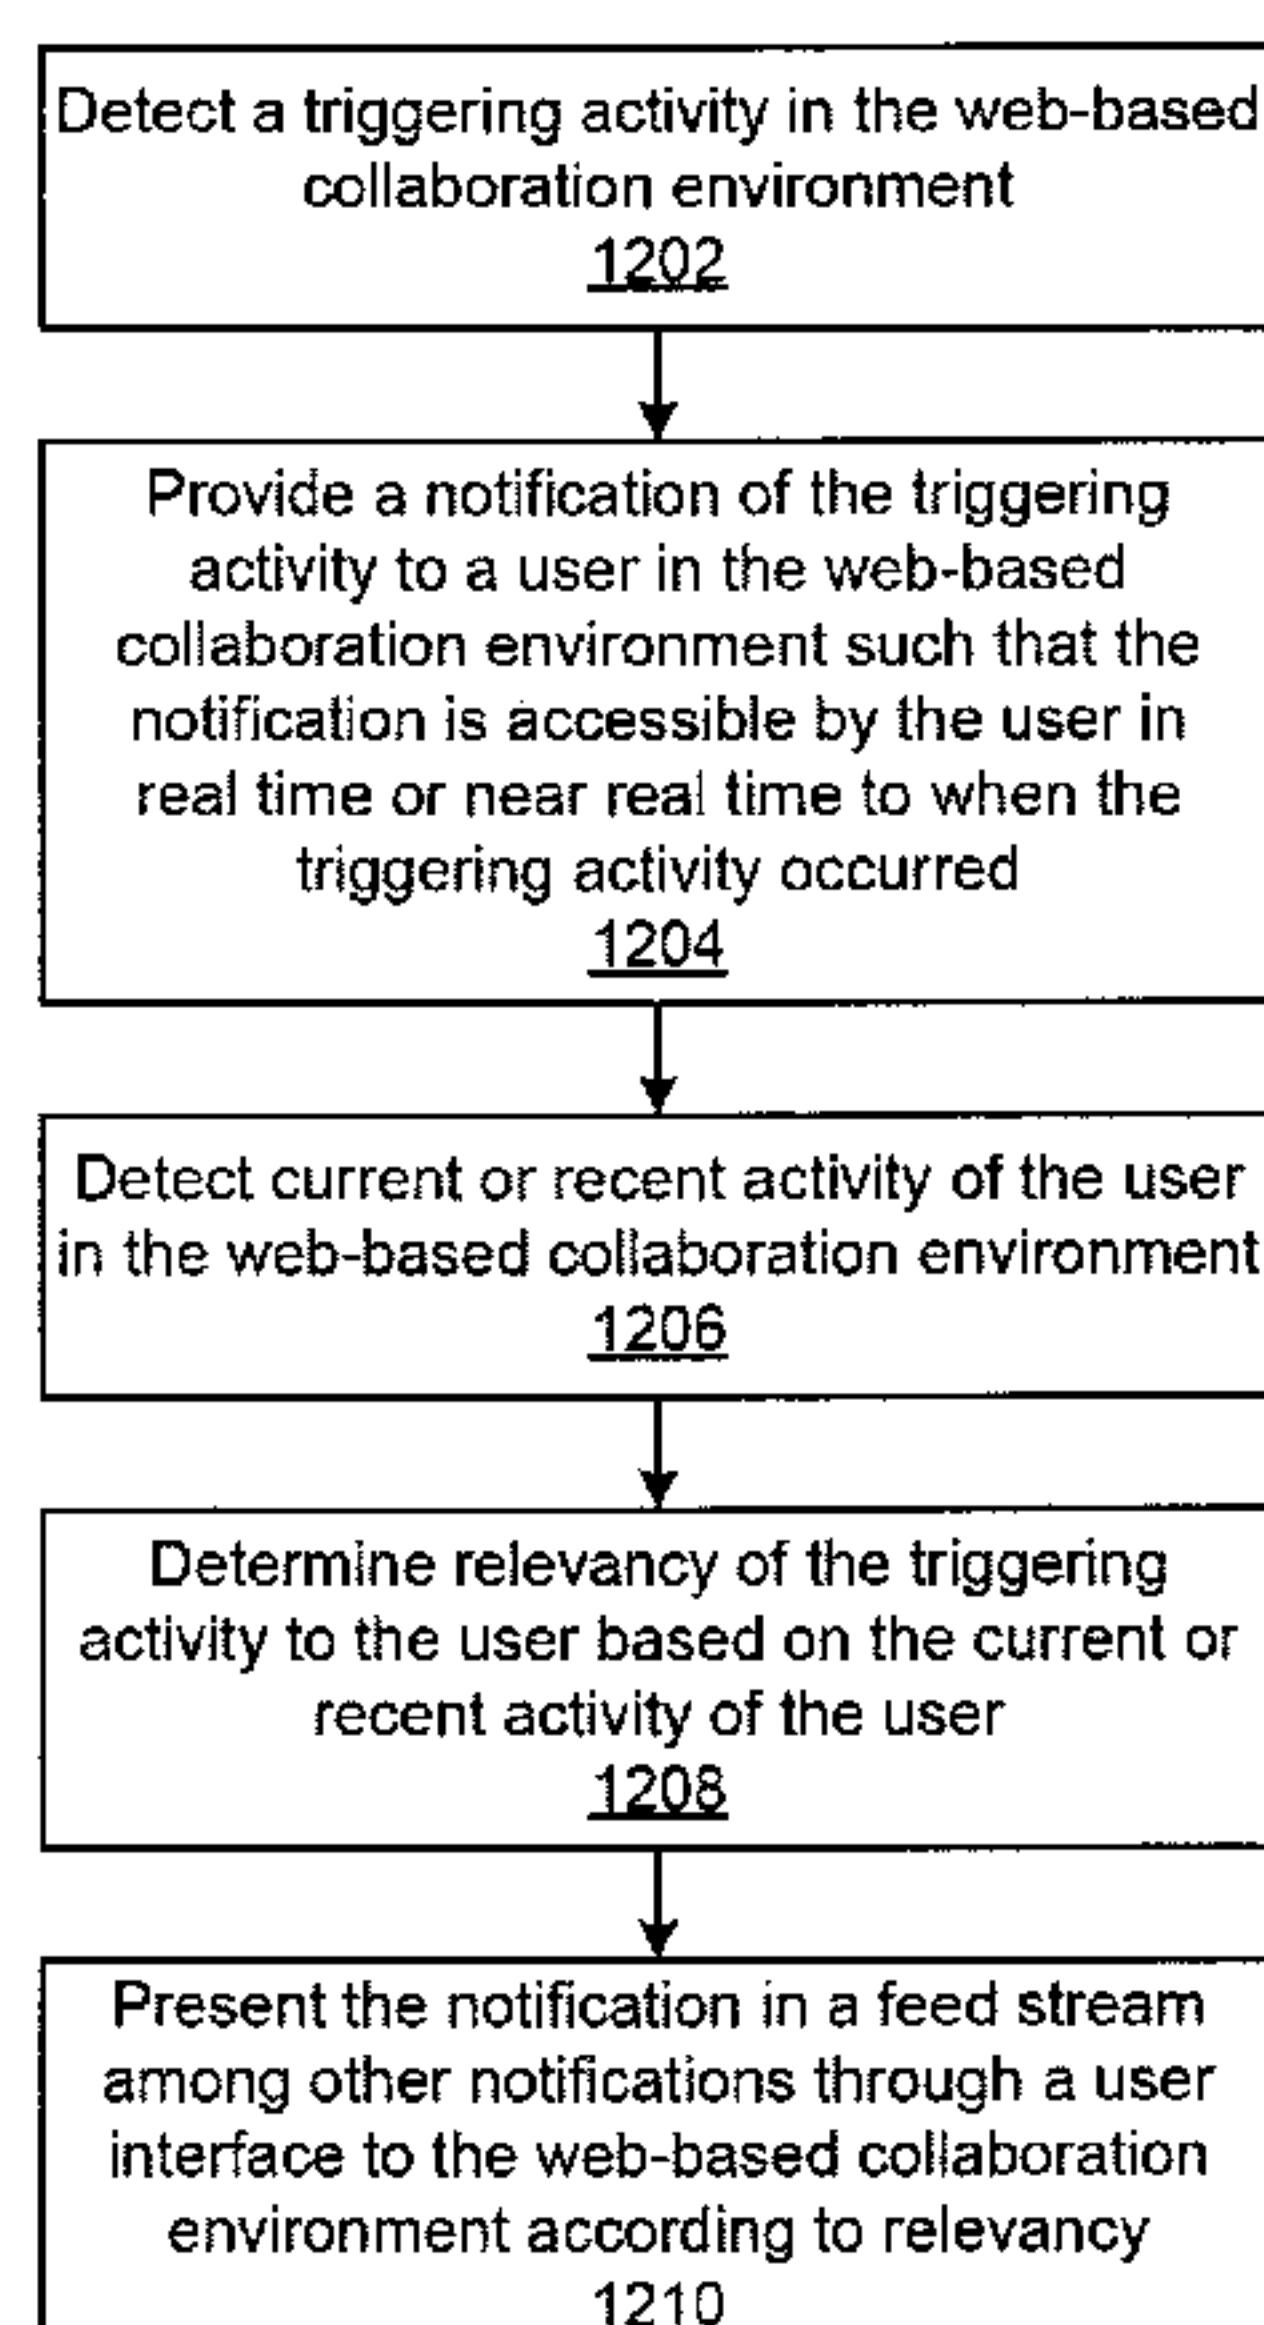 Detect a triggering activity in the web-based
collaboration environment
1202
Provide a notification of the triggering
activity to a user in the web-based
collaboration environment such that the
notification is accessible by the user in
real time or near real time to when the
triggering activity occurred
1204
Detect current or recent activity of the user
in the web-based collaboration environment
1206
Determine relevancy of the triggering
activity to the user based on the current or
recent activity of the user
1208
Present the notification in a feed stream
among other notifications through a user
interface to the web-based collaboration
environment according to relevancy
1210